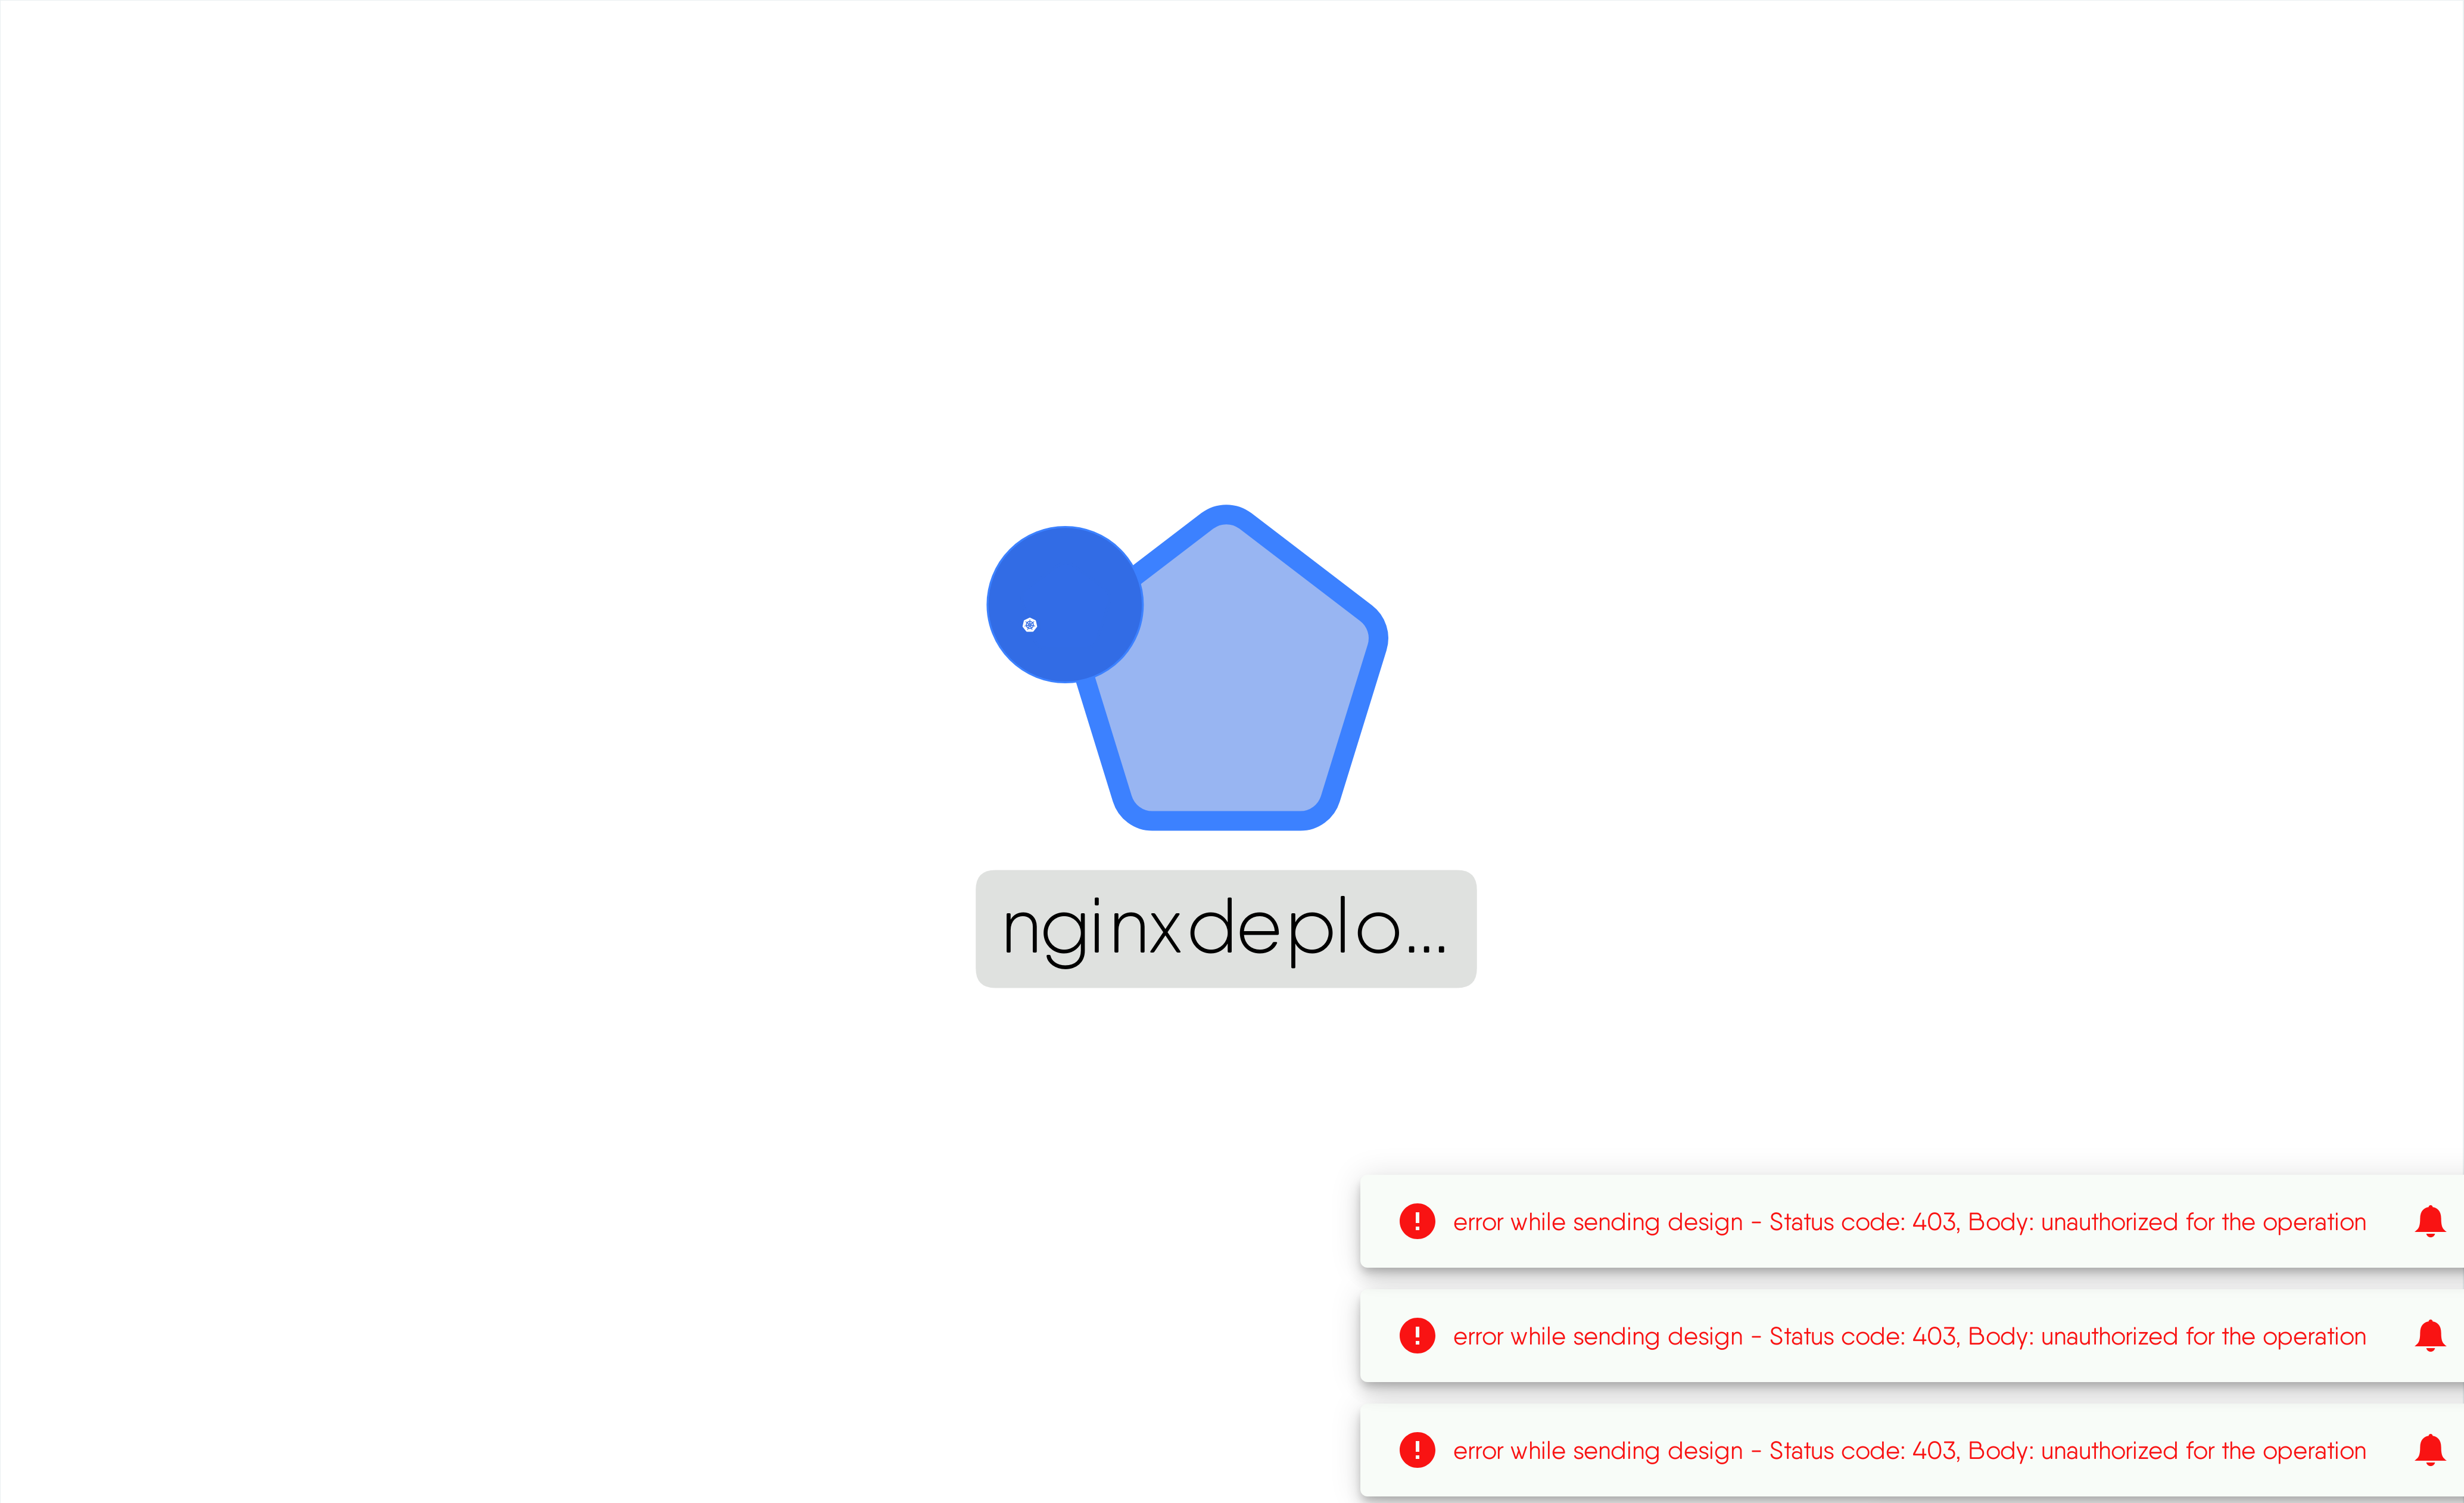 nginxdeplo...
error while sending design - Status code: 403, Body: unauthorized for the operation
error while sending design - Status code: 403, Body: unauthorized for the operation
error while sending design - Status code: 403, Body: unauthorized for the operation